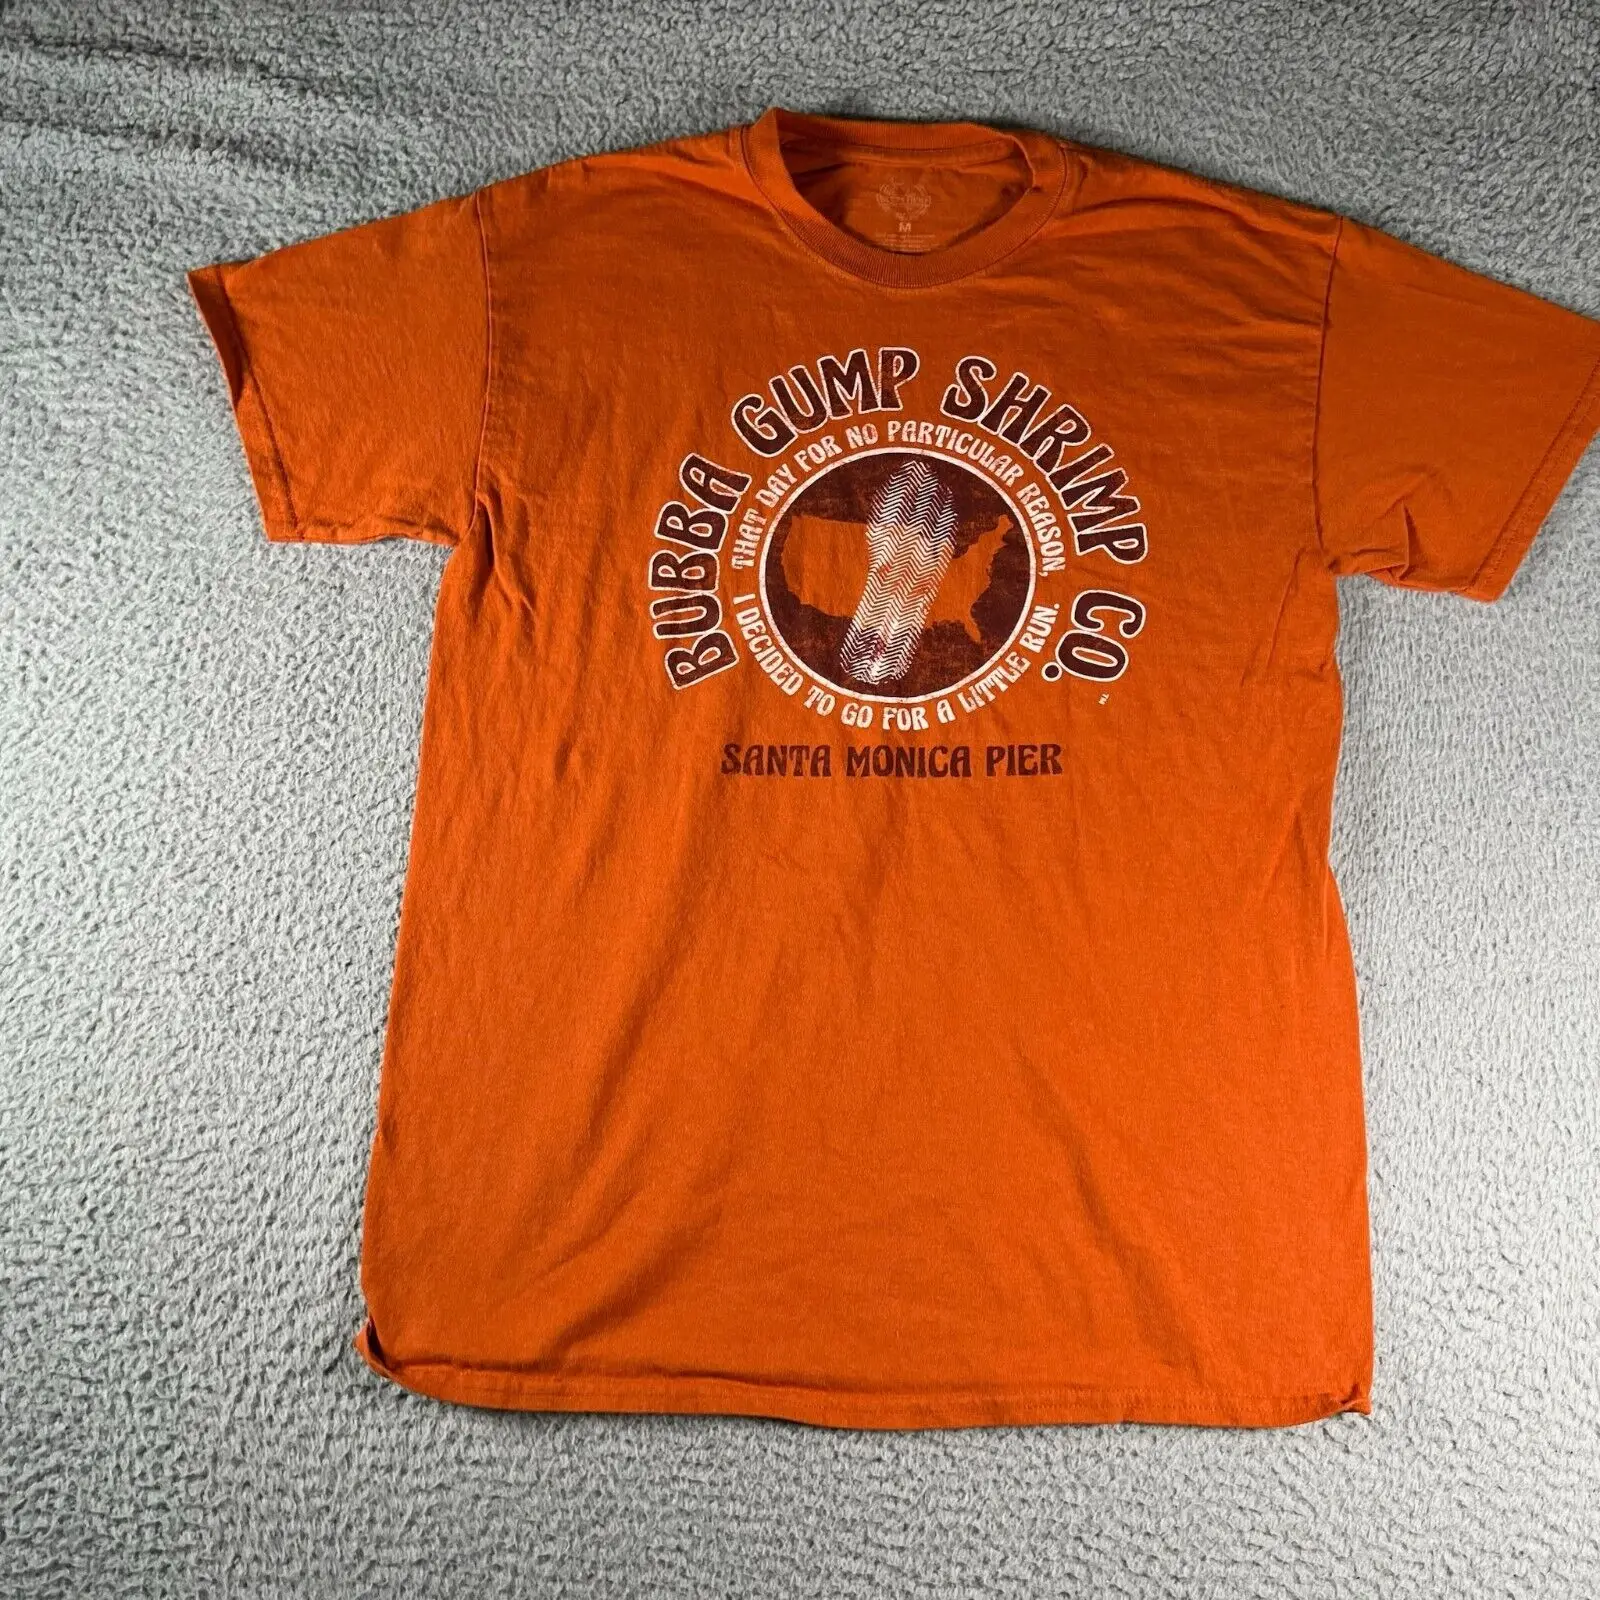 M
BUBBA GUMP SHRIMP CO.
TM
THAT DAY FOR NO PARTICULAR REASON,
I DECIDED TO GO FOR A LITTLE RUN.
SANTA MONICA PIER